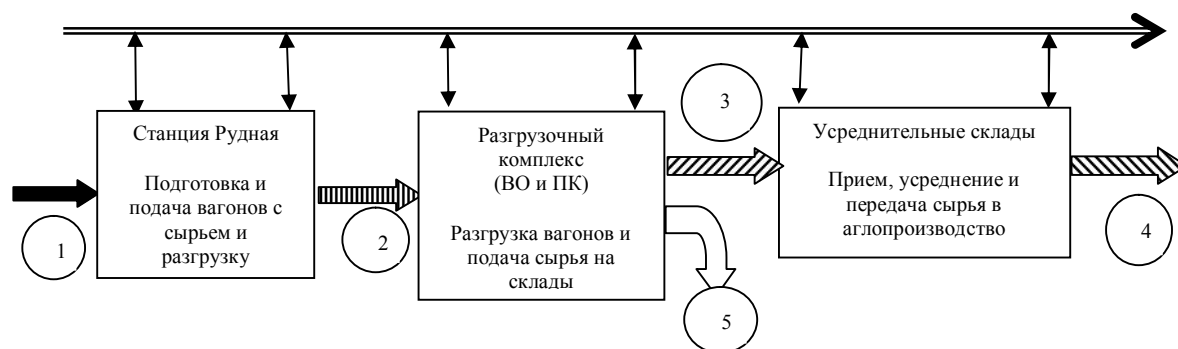 Станция Рудная
Подготовка и
подача вагонов с
сырьем и
разгрузку
1
2
Разгрузочный
комплекс
(ВО и ПК)
Разгрузка вагонов и
подача сырья на
склады
3
5
Усреднительные склады
Прием, усреднение и
передача сырья в
аглопроизводство
4